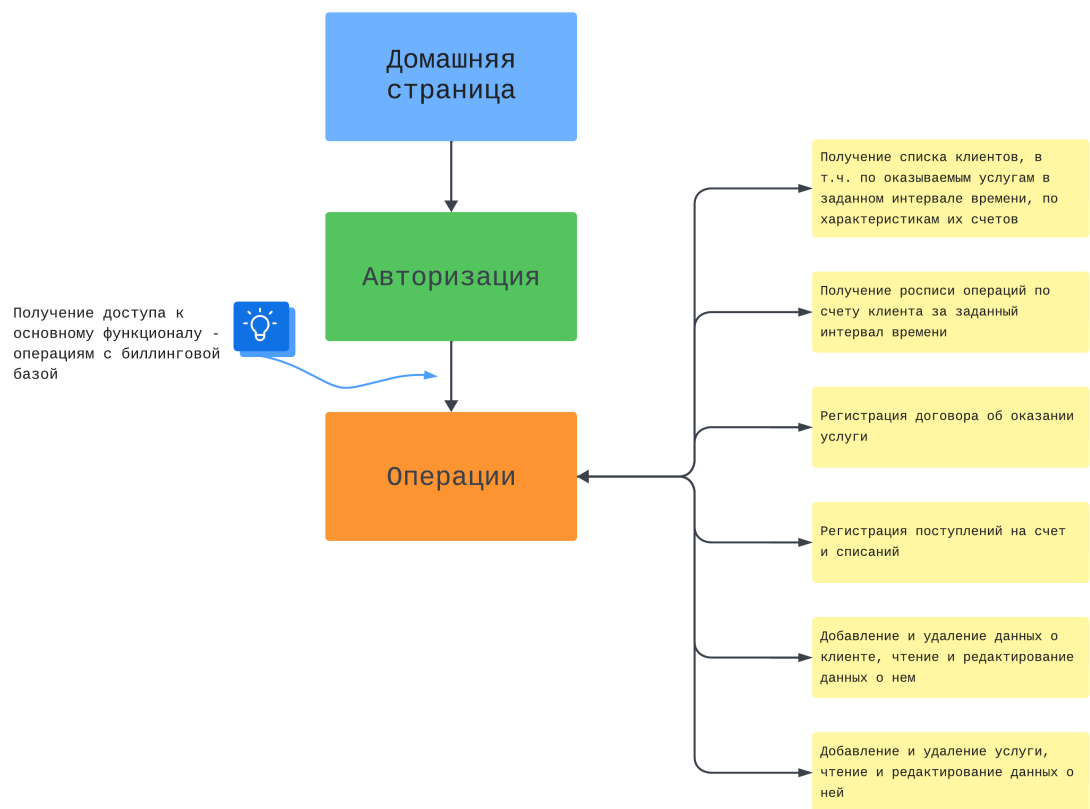 Домашняя
страница
Авторизация
Получение доступа к
основному функционалу -
операциям с биллинговой
базой
Операции
Получение списка клиентов, в
т.ч. по оказываемым услугам в
заданном интервале времени, по
характеристикам их счетов
Получение росписи операций по
счету клиента за заданный
интервал времени
Регистрация договора об оказании
услуги
Регистрация поступлений на счет
и списаний
Добавление и удаление данных о
клиенте, чтение и редактирование
данных о нем
Добавление и удаление услуги,
чтение и редактирование данных о
ней